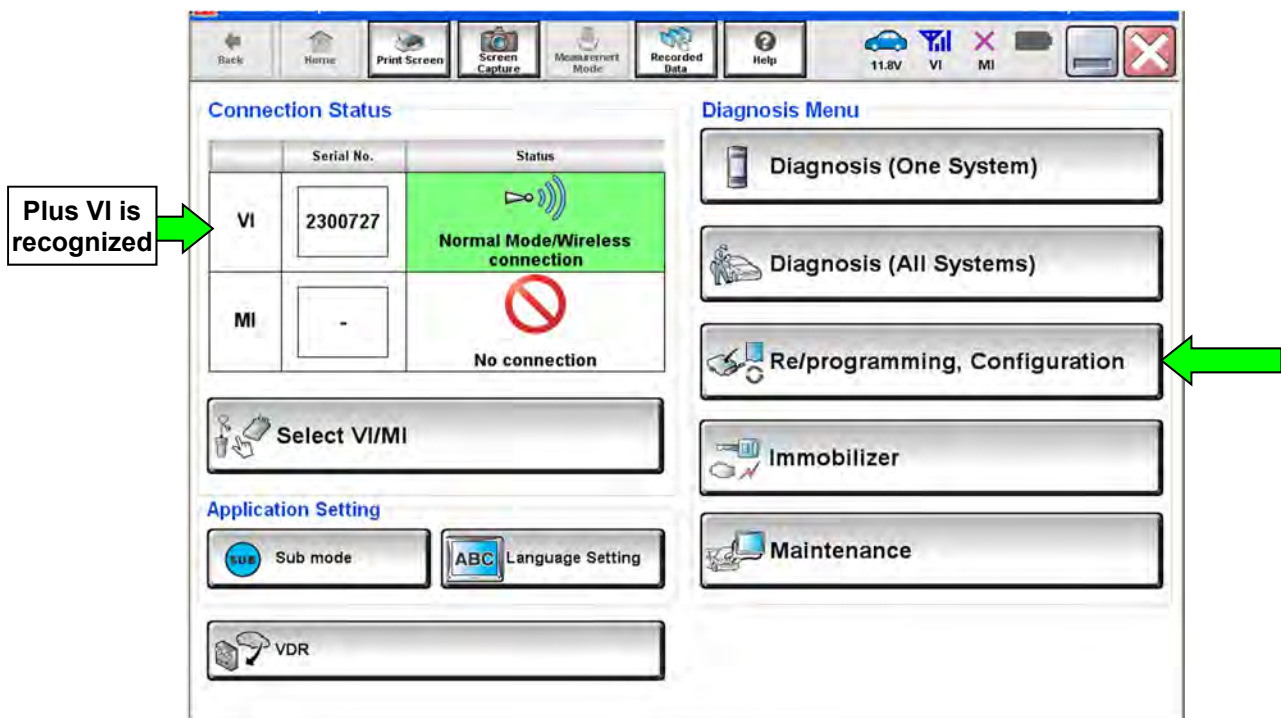 Back
Home
Print Screen
Screen
Capture
Measurement
Mode
Recorded
Data
Help
11.8V
VI
MI
Connection Status
Serial No.
Status
VI
2300727
Normal Mode/Wireless
connection
MI
-
No connection
Select VI/MI
Application Setting
SUB
Sub mode
ABC
Language Setting
VDR
Diagnosis Menu
Diagnosis (One System)
Diagnosis (All Systems)
Re/programming, Configuration
Immobilizer
Maintenance
Plus VI is
recognized